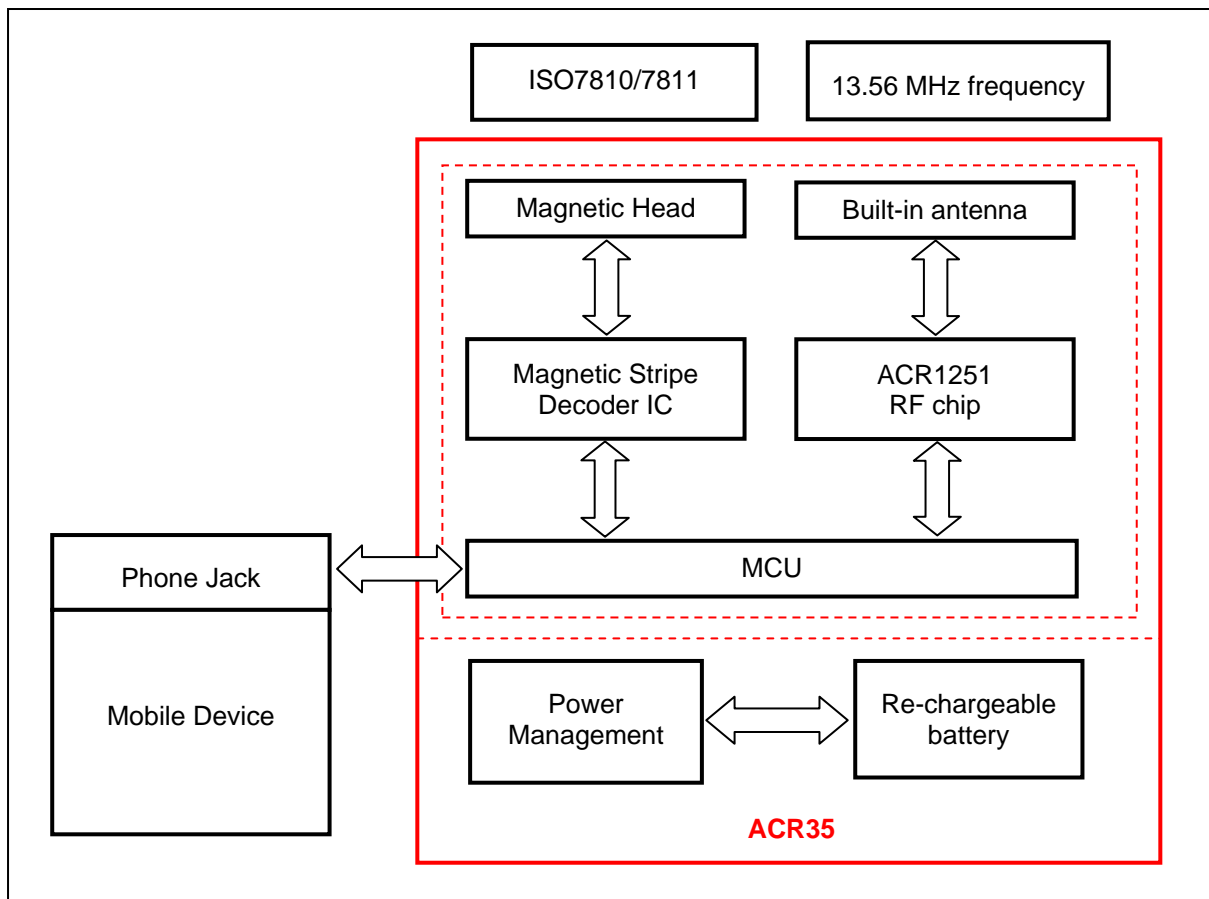 ISO7810/7811
13.56 MHz frequency
Magnetic Head
Built-in antenna
Magnetic Stripe
Decoder IC
ACR1251
RF chip
MCU
Phone Jack
Mobile Device
Power
Management
Re-chargeable
battery
ACR35